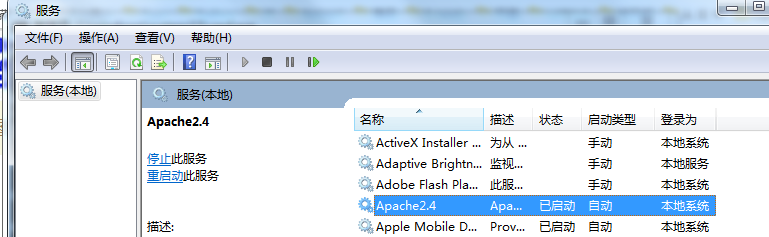 服务
文件(F) 操作(A) 查看(V) 帮助(H)
服务(本地)
服务(本地)
Apache2.4
停止此服务
重启动此服务
描述:
名称 描述 状态 启动类型 登录为
ActiveX Installer ... 为从 ... 手动 本地系统
Adaptive Brightn... 监视... 手动 本地服务
Adobe Flash Pla... 此服... 手动 本地系统
Apache2.4 Apa... 已启动 自动 本地系统
Apple Mobile D... Prov... 已启动 自动 本地系统